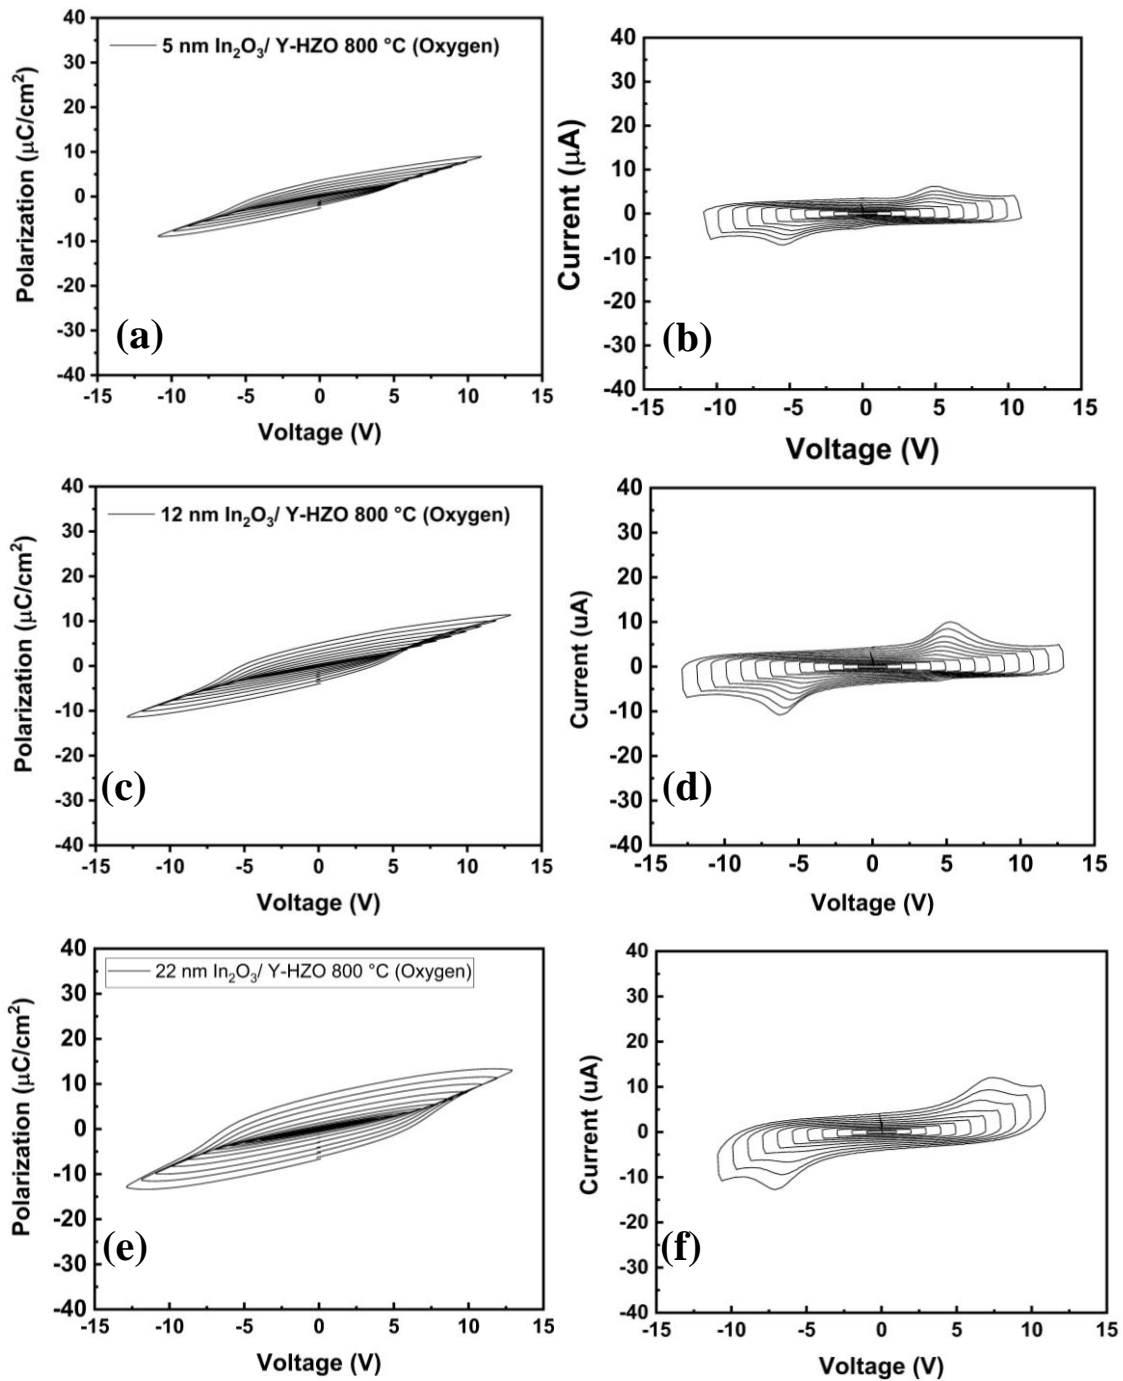 40
30
20
10
0
-10
-20
-30
-40
Polarization (μC/cm²)
5 nm In₂O₃/ Y-HZO 800 °C (Oxygen)
(a)
-15 -10 -5 0 5 10 15
Voltage (V)
40
30
20
10
0
-10
-20
-30
-40
Current (μA)
(b)
-15 -10 -5 0 5 10 15
Voltage (V)
40
30
20
10
0
-10
-20
-30
-40
Polarization (μC/cm²)
12 nm In₂O₃/ Y-HZO 800 °C (Oxygen)
(c)
-15 -10 -5 0 5 10 15
Voltage (V)
40
30
20
10
0
-10
-20
-30
-40
Current (uA)
(d)
-15 -10 -5 0 5 10 15
Voltage (V)
40
30
20
10
0
-10
-20
-30
-40
Polarization (μC/cm²)
22 nm In₂O₃/ Y-HZO 800 °C (Oxygen)
(e)
-15 -10 -5 0 5 10 15
Voltage (V)
40
30
20
10
0
-10
-20
-30
-40
Current (uA)
(f)
-15 -10 -5 0 5 10 15
Voltage (V)